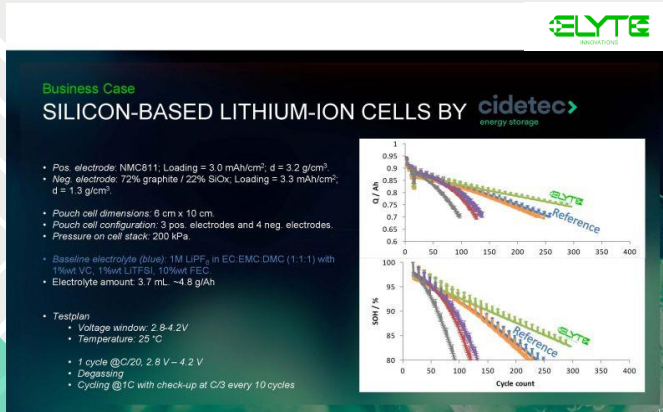 ELYTE
INNOVATIONS
Business Case
SILICON-BASED LITHIUM-ION CELLS BY cidetec>
energy storage
• Pos. electrode: NMC811; Loading = 3.0 mAh/cm²; d = 3.2 g/cm³.
• Neg. electrode: 72% graphite / 22% SiOx; Loading = 3.3 mAh/cm²;
d = 1.3 g/cm³.
• Pouch cell dimensions: 6 cm x 10 cm.
• Pouch cell configuration: 3 pos. electrodes and 4 neg. electrodes.
• Pressure on cell stack: 200 kPa.
• Baseline electrolyte (blue): 1M LiPF₆ in EC:EMC:DMC (1:1:1) with
1%wt VC, 1%wt LiTFSI, 10%wt FEC.
• Electrolyte amount: 3.7 mL. ~4.8 g/Ah
• Testplan
• Voltage window: 2.8-4.2V
• Temperature: 25 °C
• 1 cycle @C/20, 2.8 V – 4.2 V
• Degassing
• Cycling @1C with check-up at C/3 every 10 cycles
Q / Ah
1
0.95
0.9
0.85
0.8
0.75
0.7
0.65
0.6
ELYTE
Reference
0 50 100 150 200 250 300 350 400
SOH / %
100
95
90
85
80
ELYTE
Reference
0 50 100 150 200 250 300 350 400
Cycle count